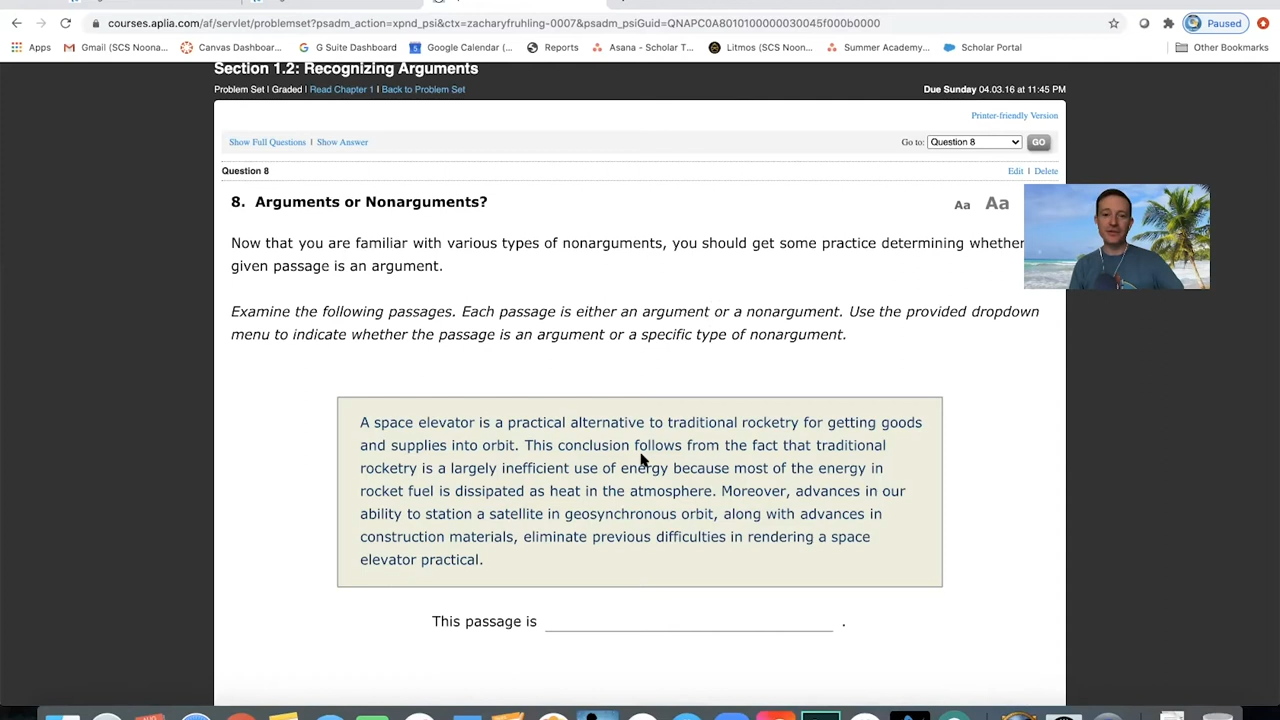 courses.aplia.com/af/servlet/problemset?psadm_action=xpnd_psi&ctx=zacharyfruhling-0007&psadm_psiGuid=QNAPC0A80101000000030045f000b0000
Paused
Apps
Gmail (SCS Noona...
Canvas Dashboar...
G Suite Dashboard
Google Calendar (...
Reports
Asana - Scholar T...
Litmos (SCS Noon...
Summer Academy...
Scholar Portal
Other Bookmarks
Section 1.2: Recognizing Arguments
Problem Set | Graded | Read Chapter 1 | Back to Problem Set
Due Sunday 04.03.16 at 11:45 PM
Printer-friendly Version
Show Full Questions | Show Answer
Go to: Question 8 GO
Question 8
Edit | Delete
8. Arguments or Nonarguments?
Aa Aa
Now that you are familiar with various types of nonarguments, you should get some practice determining whether
given passage is an argument.
Examine the following passages. Each passage is either an argument or a nonargument. Use the provided dropdown
menu to indicate whether the passage is an argument or a specific type of nonargument.
A space elevator is a practical alternative to traditional rocketry for getting goods
and supplies into orbit. This conclusion follows from the fact that traditional
rocketry is a largely inefficient use of energy because most of the energy in
rocket fuel is dissipated as heat in the atmosphere. Moreover, advances in our
ability to station a satellite in geosynchronous orbit, along with advances in
construction materials, eliminate previous difficulties in rendering a space
elevator practical.
This passage is .